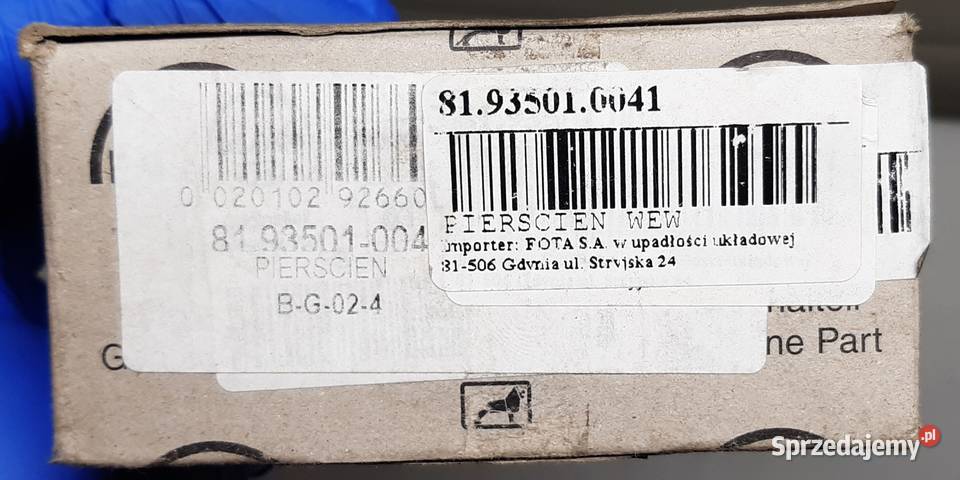 81.93501.0041
PIERSCIEN WEW
Importer: FOTA S.A. w upadłości układowej
81-506 Gdynia ul. Stryjska 24
0 020102 92660
81.93501-004
PIERSCIEN
B-G-02-4
G
ne Part
Sprzedajemy.pl